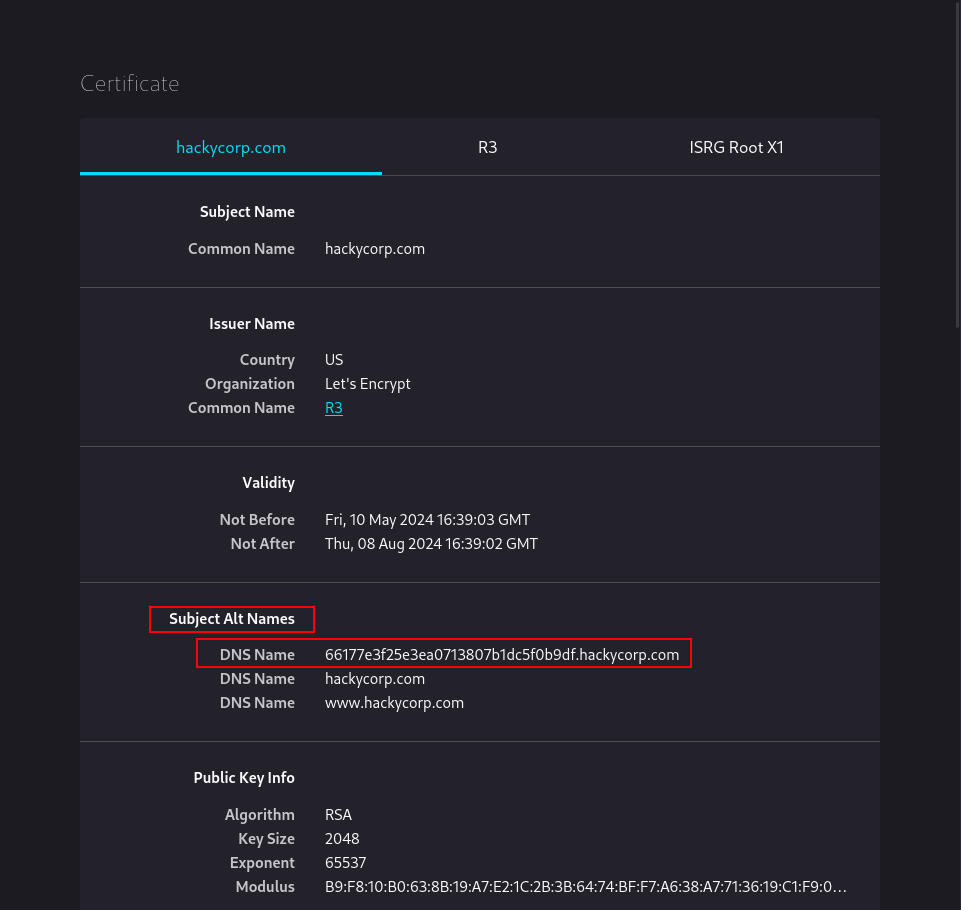 Certificate
hackycorp.com R3 ISRG Root X1
Subject Name
Common Name hackycorp.com
Issuer Name
Country US
Organization Let's Encrypt
Common Name R3
Validity
Not Before Fri, 10 May 2024 16:39:03 GMT
Not After Thu, 08 Aug 2024 16:39:02 GMT
Subject Alt Names
DNS Name 66177e3f25e3ea0713807b1dc5f0b9df.hackycorp.com
DNS Name hackycorp.com
DNS Name www.hackycorp.com
Public Key Info
Algorithm RSA
Key Size 2048
Exponent 65537
Modulus B9:F8:10:B0:63:8B:19:A7:E2:1C:2B:3B:64:74:BF:F7:A6:38:A7:71:36:19:C1:F9:0…